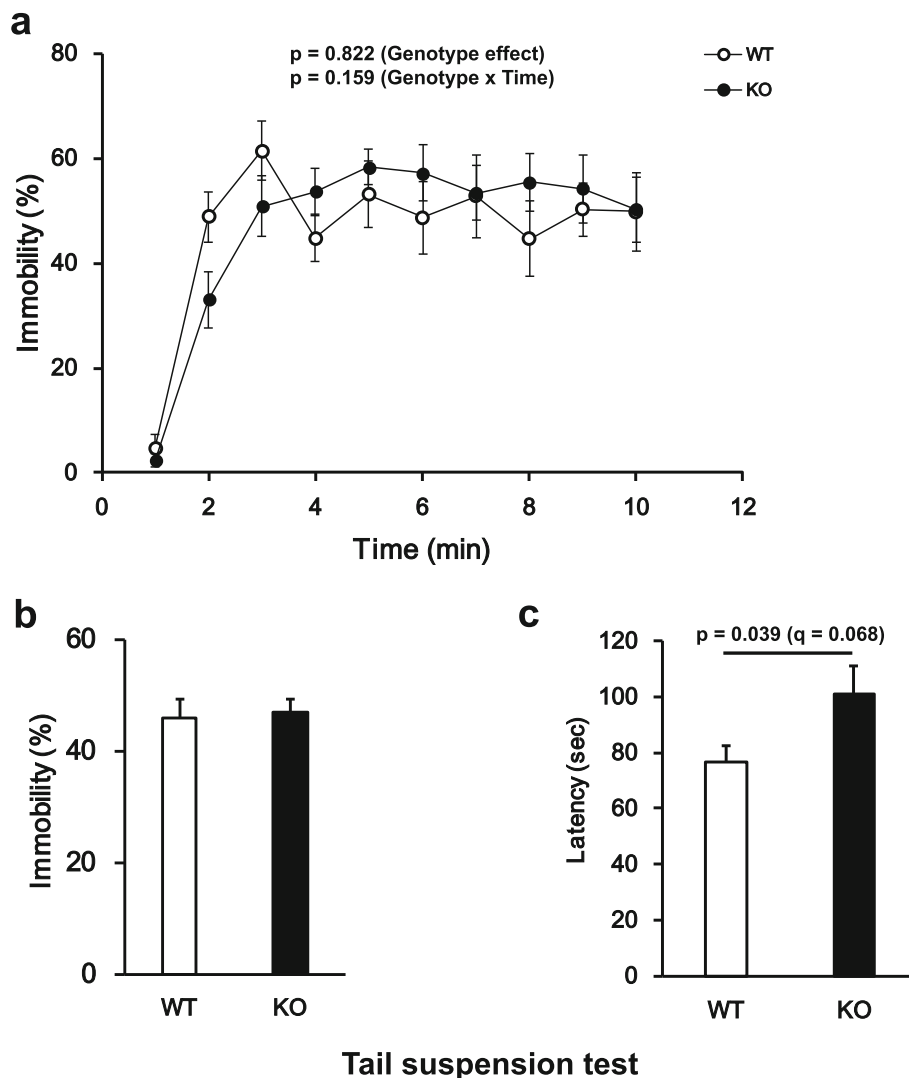 a
80
60
40
20
0
Immobility (%)
p = 0.822 (Genotype effect)
p = 0.159 (Genotype x Time)
WT
KO
0 2 4 6 8 10 12
Time (min)
b
60
40
20
0
Immobility (%)
WT KO
c
p = 0.039 (q = 0.068)
120
100
80
60
40
20
0
Latency (sec)
WT KO
Tail suspension test